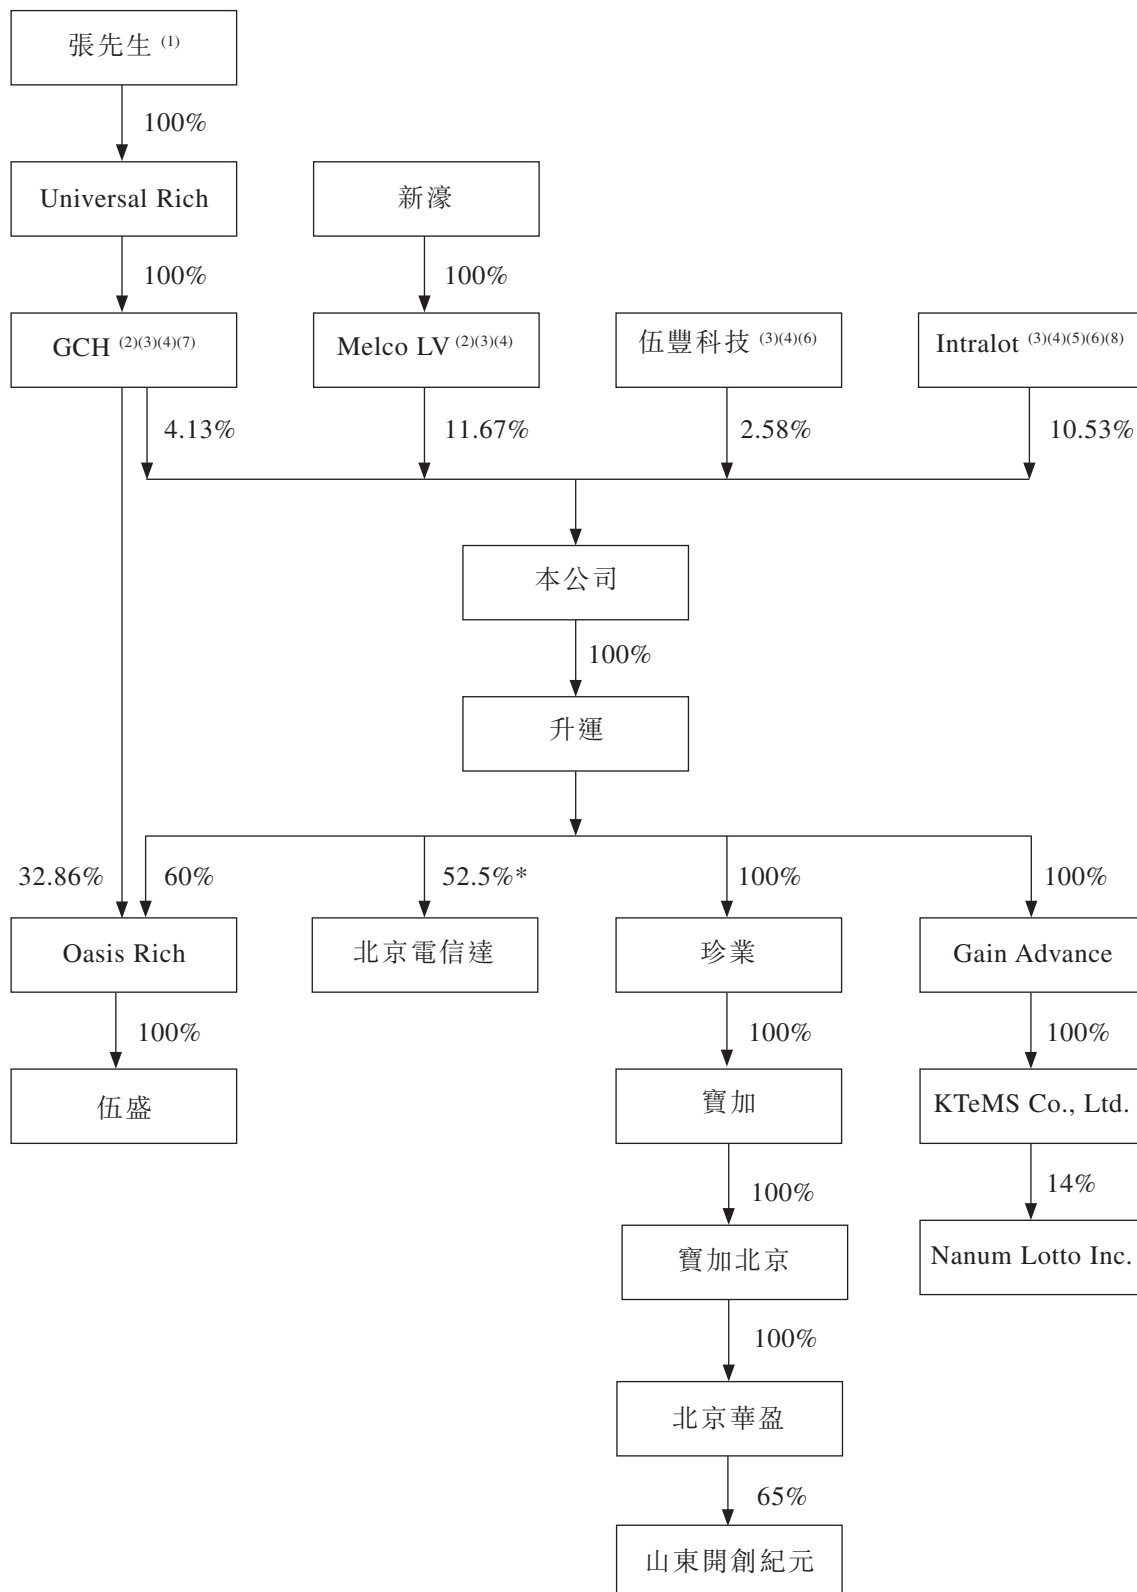 張先生 (1)
100%
Universal Rich
新濠
100%
100%
GCH (2)(3)(4)(7)
Melco LV (2)(3)(4)
伍豐科技 (3)(4)(6)
Intralot (3)(4)(5)(6)(8)
4.13%
11.67%
2.58%
10.53%
本公司
100%
升運
32.86%
60%
52.5%*
100%
100%
Oasis Rich
北京電信達
珍業
Gain Advance
100%
100%
100%
伍盛
寶加
KTeMS Co., Ltd.
100%
14%
寶加北京
Nanum Lotto Inc.
100%
北京華盈
65%
山東開創紀元